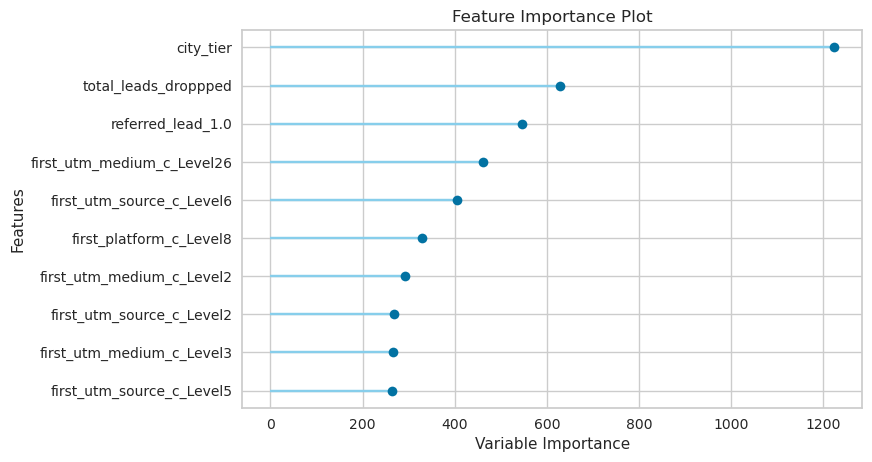 Feature Importance Plot
city_tier
total_leads_droppped
referred_lead_1.0
first_utm_medium_c_Level26
first_utm_source_c_Level6
first_platform_c_Level8
first_utm_medium_c_Level2
first_utm_source_c_Level2
first_utm_medium_c_Level3
first_utm_source_c_Level5
Features
0 200 400 600 800 1000 1200
Variable Importance